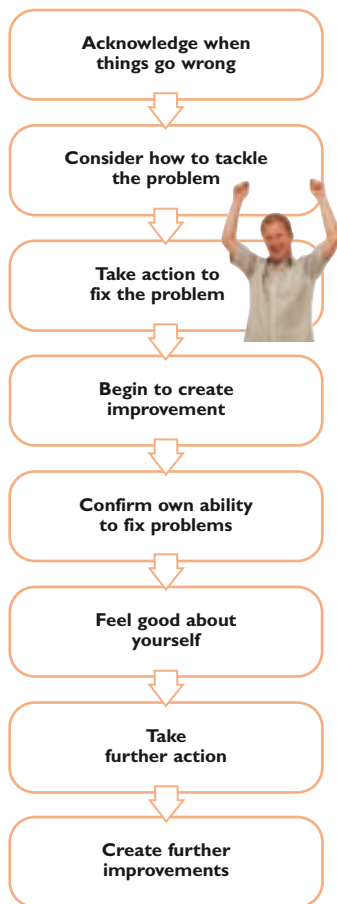 Acknowledge when
things go wrong
Consider how to tackle
the problem
Take action to
fix the problem
Begin to create
improvement
Confirm own ability
to fix problems
Feel good about
yourself
Take
further action
Create further
improvements